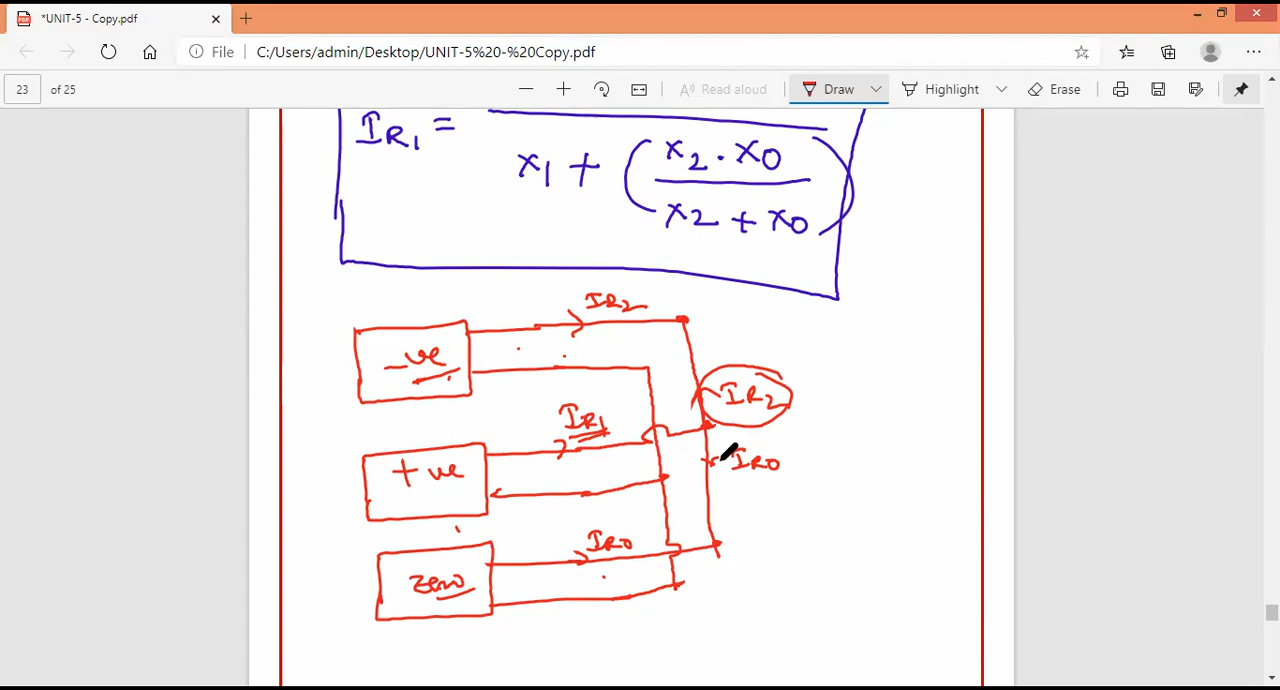 *UNIT-5 - Copy.pdf
File C:/Users/admin/Desktop/UNIT-5%20-%20Copy.pdf
23 of 25 Read aloud Draw Highlight Erase
IR1 =
x1 + (x2 . x0
x2 + x0)
IR2
-ve
IR2
IR1
+ve
IR0
IR0
zero